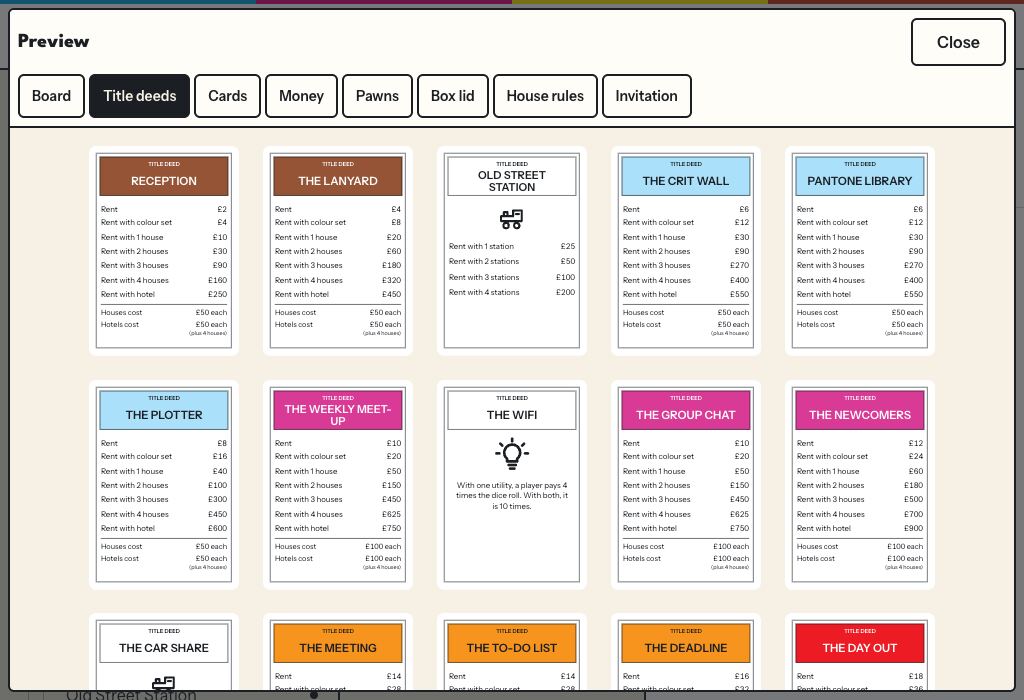 Preview
Close
Board
Title deeds
Cards
Money
Pawns
Box lid
House rules
Invitation
TITLE DEED
RECEPTION
Rent £2
Rent with colour set £4
Rent with 1 house £10
Rent with 2 houses £30
Rent with 3 houses £90
Rent with 4 houses £160
Rent with hotel £250
Houses cost £50 each
Hotels cost £50 each
(plus 4 houses)
TITLE DEED
THE LANYARD
Rent £4
Rent with colour set £8
Rent with 1 house £20
Rent with 2 houses £60
Rent with 3 houses £180
Rent with 4 houses £320
Rent with hotel £450
Houses cost £50 each
Hotels cost £50 each
(plus 4 houses)
TITLE DEED
OLD STREET
STATION
Rent with 1 station £25
Rent with 2 stations £50
Rent with 3 stations £100
Rent with 4 stations £200
TITLE DEED
THE CRIT WALL
Rent £6
Rent with colour set £12
Rent with 1 house £30
Rent with 2 houses £90
Rent with 3 houses £270
Rent with 4 houses £400
Rent with hotel £550
Houses cost £50 each
Hotels cost £50 each
(plus 4 houses)
TITLE DEED
PANTONE LIBRARY
Rent £6
Rent with colour set £12
Rent with 1 house £30
Rent with 2 houses £90
Rent with 3 houses £270
Rent with 4 houses £400
Rent with hotel £550
Houses cost £50 each
Hotels cost £50 each
(plus 4 houses)
TITLE DEED
THE PLOTTER
Rent £8
Rent with colour set £16
Rent with 1 house £40
Rent with 2 houses £100
Rent with 3 houses £300
Rent with 4 houses £450
Rent with hotel £600
Houses cost £50 each
Hotels cost £50 each
(plus 4 houses)
TITLE DEED
THE WEEKLY MEET-
UP
Rent £10
Rent with colour set £20
Rent with 1 house £50
Rent with 2 houses £150
Rent with 3 houses £450
Rent with 4 houses £625
Rent with hotel £750
Houses cost £100 each
Hotels cost £100 each
(plus 4 houses)
TITLE DEED
THE WIFI
With one utility, a player pays 4
times the dice roll. With both, it
is 10 times.
TITLE DEED
THE GROUP CHAT
Rent £10
Rent with colour set £20
Rent with 1 house £50
Rent with 2 houses £150
Rent with 3 houses £450
Rent with 4 houses £625
Rent with hotel £750
Houses cost £100 each
Hotels cost £100 each
(plus 4 houses)
TITLE DEED
THE NEWCOMERS
Rent £12
Rent with colour set £24
Rent with 1 house £60
Rent with 2 houses £180
Rent with 3 houses £500
Rent with 4 houses £700
Rent with hotel £900
Houses cost £100 each
Hotels cost £100 each
(plus 4 houses)
TITLE DEED
THE CAR SHARE
TITLE DEED
THE MEETING
Rent £14
Rent with colour set £28
TITLE DEED
THE TO-DO LIST
Rent £14
Rent with colour set £28
TITLE DEED
THE DEADLINE
Rent £16
Rent with colour set £32
TITLE DEED
THE DAY OUT
Rent £18
Rent with colour set £36
Old Street Station